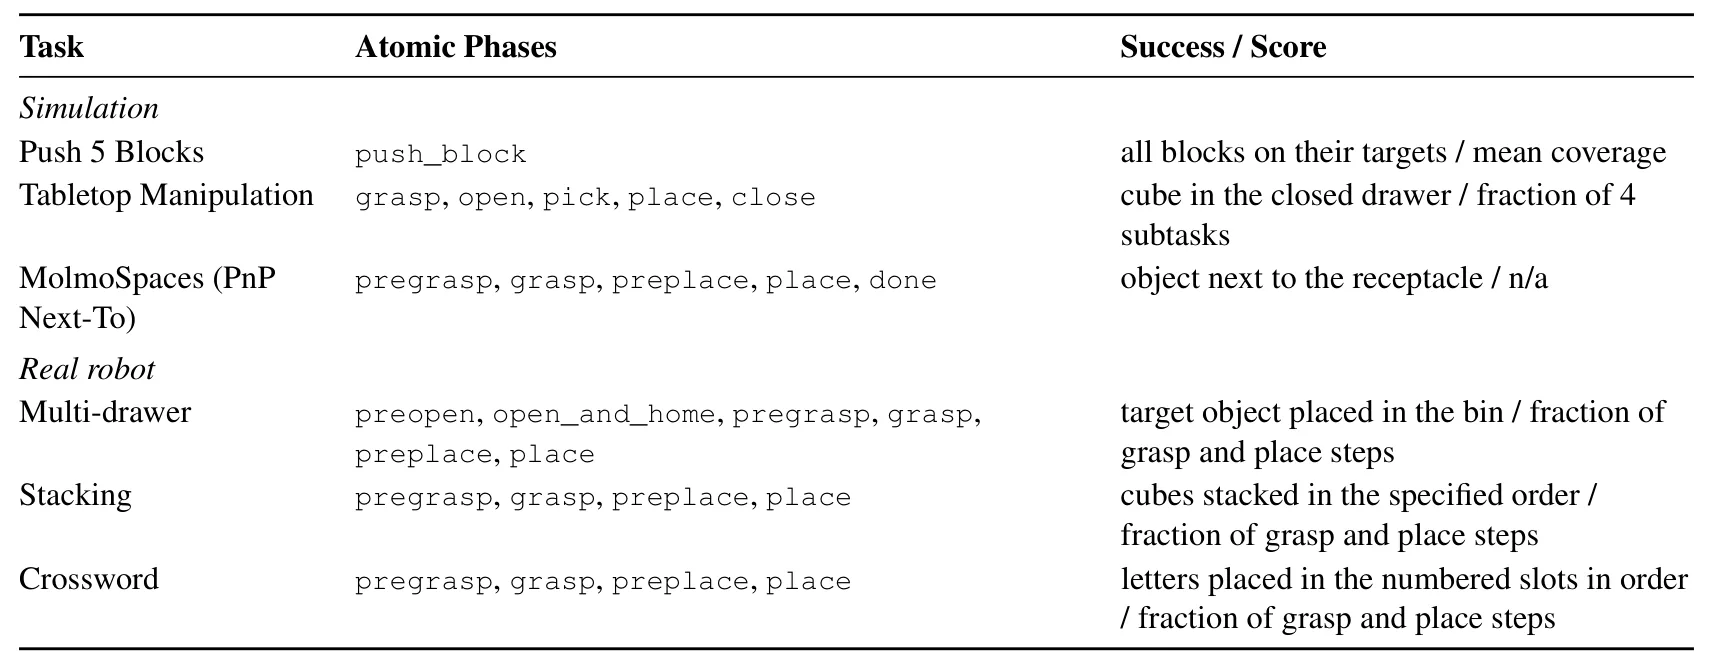 Task Atomic Phases Success / Score
Simulation
Push 5 Blocks push_block all blocks on their targets / mean coverage
Tabletop Manipulation grasp, open, pick, place, close cube in the closed drawer / fraction of 4
subtasks
MolmoSpaces (PnP pregrasp, grasp, preplace, place, done object next to the receptacle / n/a
Next-To)
Real robot
Multi-drawer preopen, open_and_home, pregrasp, grasp, target object placed in the bin / fraction of
preplace, place grasp and place steps
Stacking pregrasp, grasp, preplace, place cubes stacked in the specified order /
fraction of grasp and place steps
Crossword pregrasp, grasp, preplace, place letters placed in the numbered slots in order
/ fraction of grasp and place steps